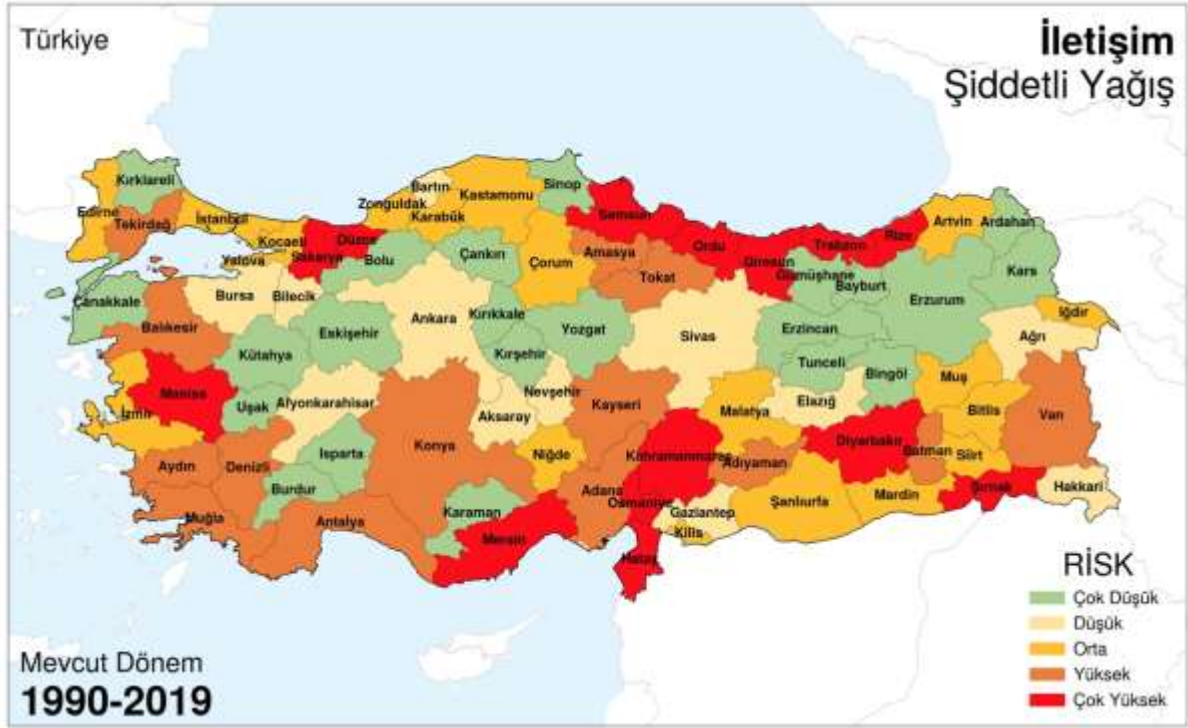 Türkiye
İletişim
Şiddetli Yağış
Kırklareli
Edirne
Tekirdağ
İstanbul
Kocaeli
Yalova
Sakarya
Düzce
Bolu
Zonguldak
Bartın
Karabük
Kastamonu
Sinop
Çankırı
Çorum
Samsun
Amasya
Tokat
Ordu
Giresun
Trabzon
Rize
Artvin
Ardahan
Gümüşhane
Bayburt
Erzurum
Kars
Iğdır
Ağrı
Çanakkale
Balıkesir
Bursa
Bilecik
Kütahya
Eskişehir
Ankara
Kırıkkale
Kırşehir
Yozgat
Sivas
Erzincan
Tunceli
Bingöl
Muş
Bitlis
Van
Manisa
İzmir
Uşak
Afyonkarahisar
Konya
Aksaray
Nevşehir
Kayseri
Malatya
Elazığ
Diyarbakır
Batman
Siirt
Şırnak
Hakkari
Aydın
Denizli
Isparta
Burdur
Muğla
Antalya
Karaman
Niğde
Mersin
Adana
Osmaniye
Kahramanmaraş
Adıyaman
Gaziantep
Kilis
Şanlıurfa
Mardin
Hatay
RİSK
Çok Düşük
Düşük
Orta
Yüksek
Çok Yüksek
Mevcut Dönem
1990-2019